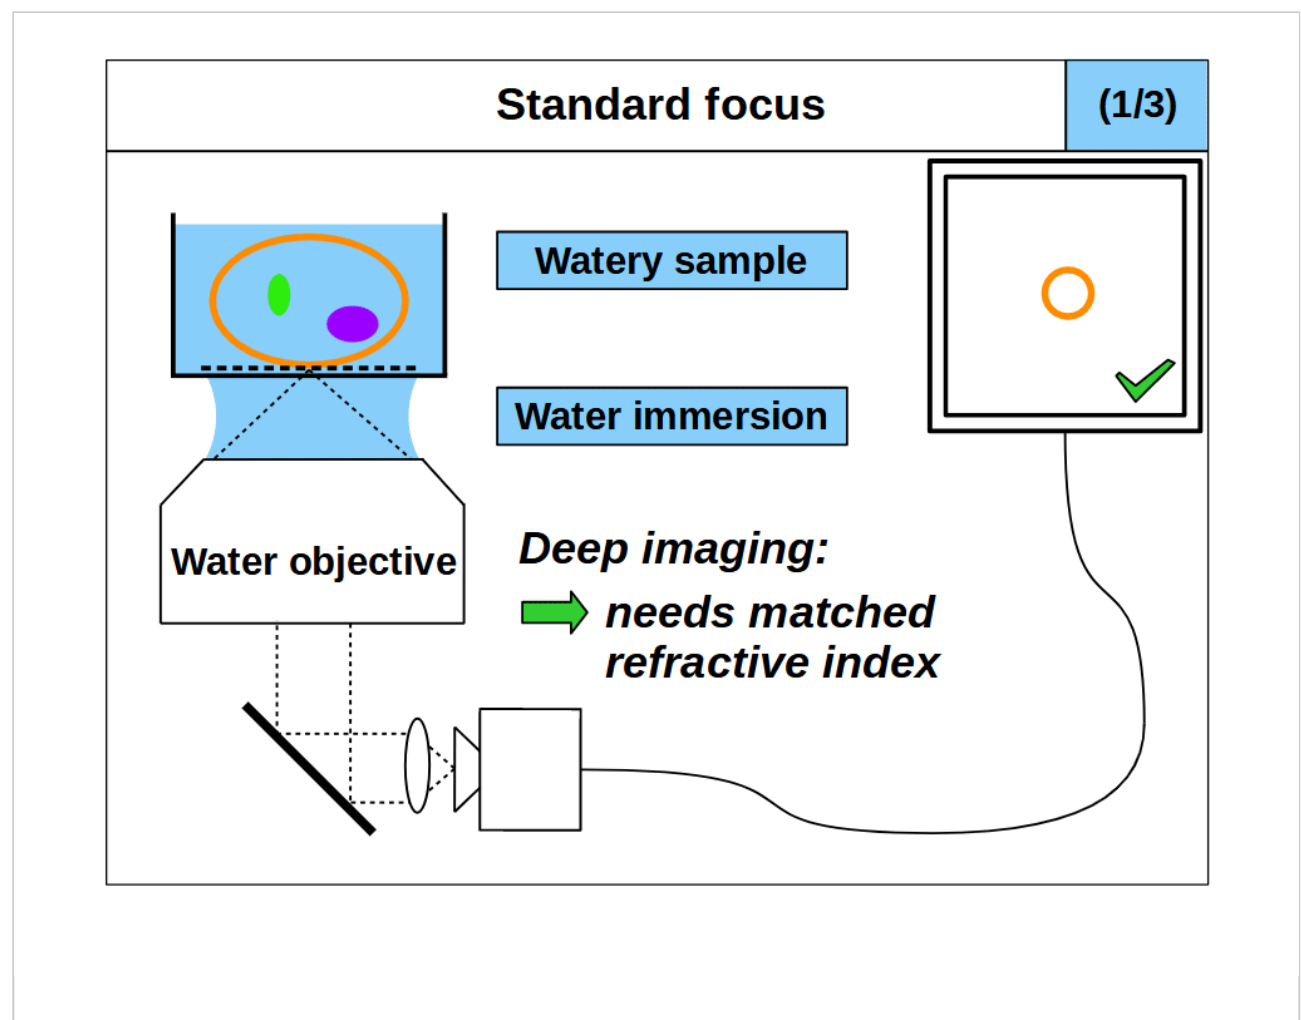 Standard focus
(1/3)
Watery sample
Water immersion
Water objective
Deep imaging:
needs matched
refractive index